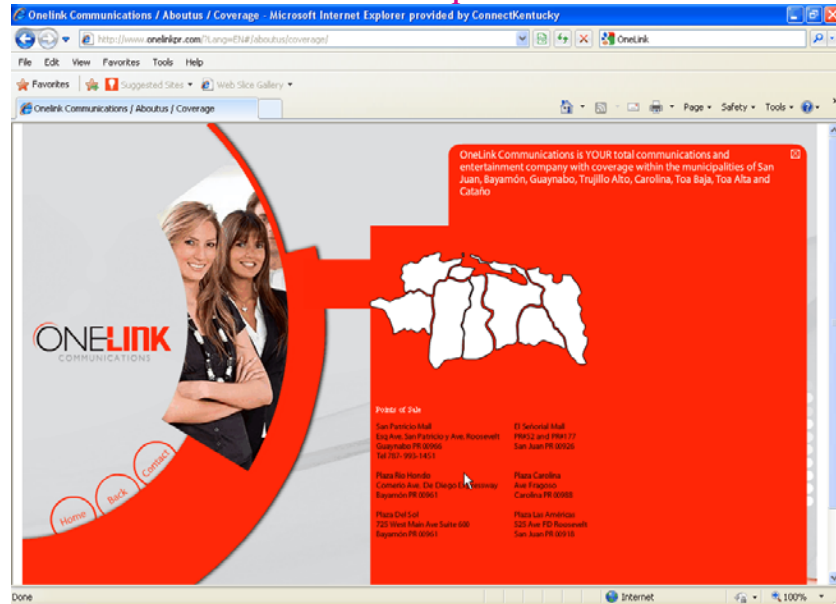 Onelink Communications / Aboutus / Coverage - Microsoft Internet Explorer provided by ConnectKentucky
http://www.onelinkpr.com/?Lang=EN#/aboutus/coverage/
OneLink
File Edit View Favorites Tools Help
Favorites Suggested Sites Web Slice Gallery
Onelink Communications / Aboutus / Coverage
Page Safety Tools
OneLink Communications is YOUR total communications and
entertainment company with coverage within the municipalities of San
Juan, Bayamón, Guaynabo, Trujillo Alto, Carolina, Toa Baja, Toa Alta and
Cataño
ONELINK
COMMUNICATIONS
Home
Back
Contact
Points of Sale
San Patricio Mall
Esq Ave. San Patricio y Ave. Roosevelt
Guaynabo PR 00966
Tel 787- 993-1451
El Señorial Mall
PR#52 and PR#177
San Juan PR 00926
Plaza Rio Hondo
Comerio Ave. De Diego
Bayamón PR 00961
Plaza Carolina
Ave Fragoso
Carolina PR 00988
Plaza Del Sol
725 West Main Ave Suite 600
Bayamón PR 00961
Plaza Las Américas
525 Ave FD Roosevelt
San Juan PR 00918
Done
Internet
100%